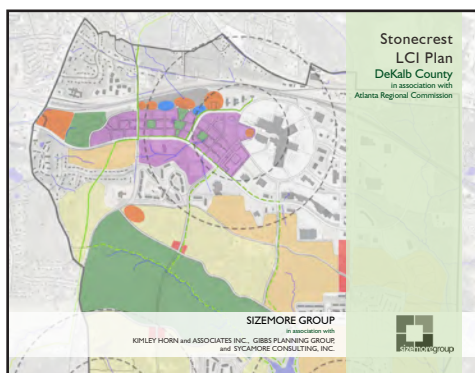 Stonecrest
LCI Plan
DeKalb County
in association with
Atlanta Regional Commission
SIZEMORE GROUP
in association with
KIMLEY HORN and ASSOCIATES INC., GIBBS PLANNING GROUP,
and SYCAMORE CONSULTING, INC.
sizemoregroup